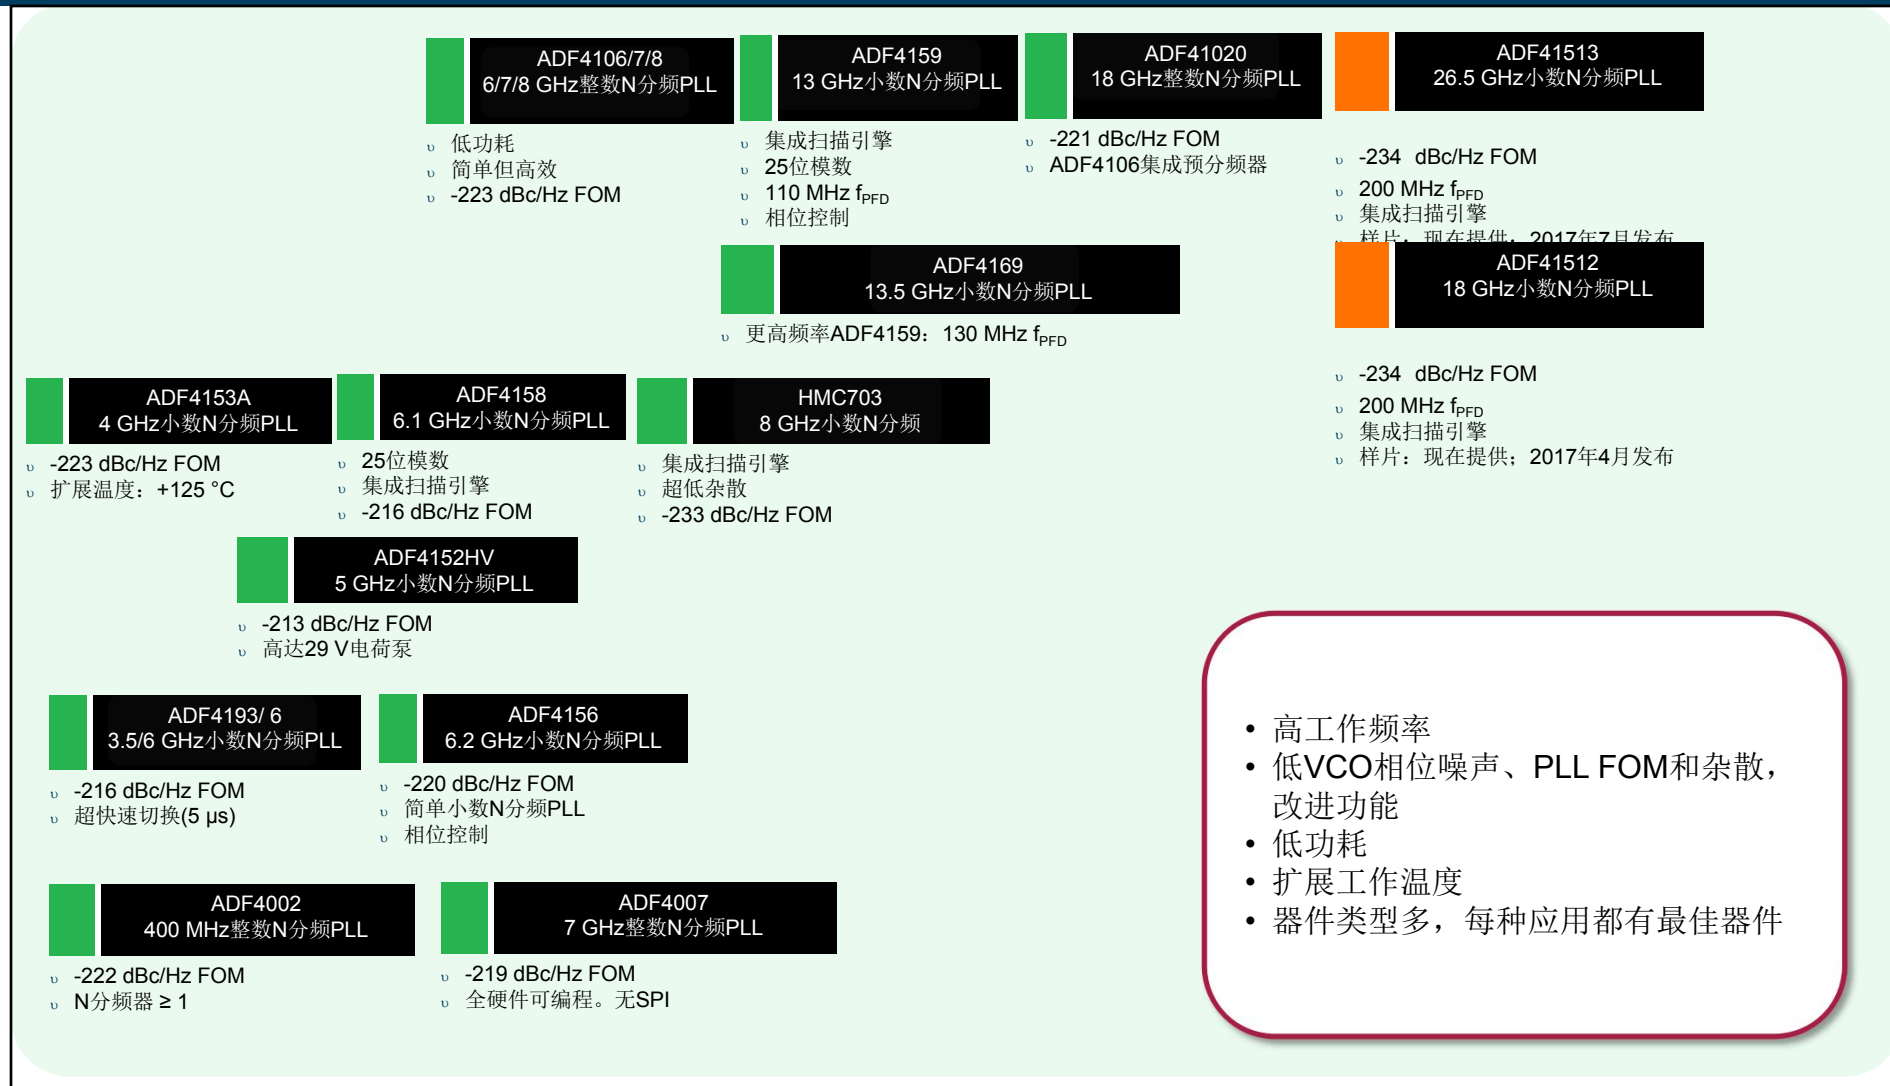 ADF4106/7/8
6/7/8 GHz整数N分频PLL
低功耗
简单但高效
-223 dBc/Hz FOM
ADF4159
13 GHz小数N分频PLL
集成扫描引擎
25位模数
110 MHz fPFD
相位控制
ADF41020
18 GHz整数N分频PLL
-221 dBc/Hz FOM
ADF4106集成预分频器
ADF41513
26.5 GHz小数N分频PLL
-234 dBc/Hz FOM
200 MHz fPFD
集成扫描引擎
样片：现在提供；2017年7月发布
ADF4169
13.5 GHz小数N分频PLL
更高频率ADF4159：130 MHz fPFD
ADF41512
18 GHz小数N分频PLL
-234 dBc/Hz FOM
200 MHz fPFD
集成扫描引擎
样片：现在提供；2017年4月发布
ADF4153A
4 GHz小数N分频PLL
-223 dBc/Hz FOM
扩展温度：+125 °C
ADF4158
6.1 GHz小数N分频PLL
25位模数
集成扫描引擎
-216 dBc/Hz FOM
HMC703
8 GHz小数N分频
集成扫描引擎
超低杂散
-233 dBc/Hz FOM
ADF4152HV
5 GHz小数N分频PLL
-213 dBc/Hz FOM
高达29 V电荷泵
ADF4193/ 6
3.5/6 GHz小数N分频PLL
-216 dBc/Hz FOM
超快速切换(5 μs)
ADF4156
6.2 GHz小数N分频PLL
-220 dBc/Hz FOM
简单小数N分频PLL
相位控制
ADF4002
400 MHz整数N分频PLL
-222 dBc/Hz FOM
N分频器 ≥ 1
ADF4007
7 GHz整数N分频PLL
-219 dBc/Hz FOM
全硬件可编程。无SPI
• 高工作频率
• 低VCO相位噪声、PLL FOM和杂散，
改进功能
• 低功耗
• 扩展工作温度
• 器件类型多，每种应用都有最佳器件